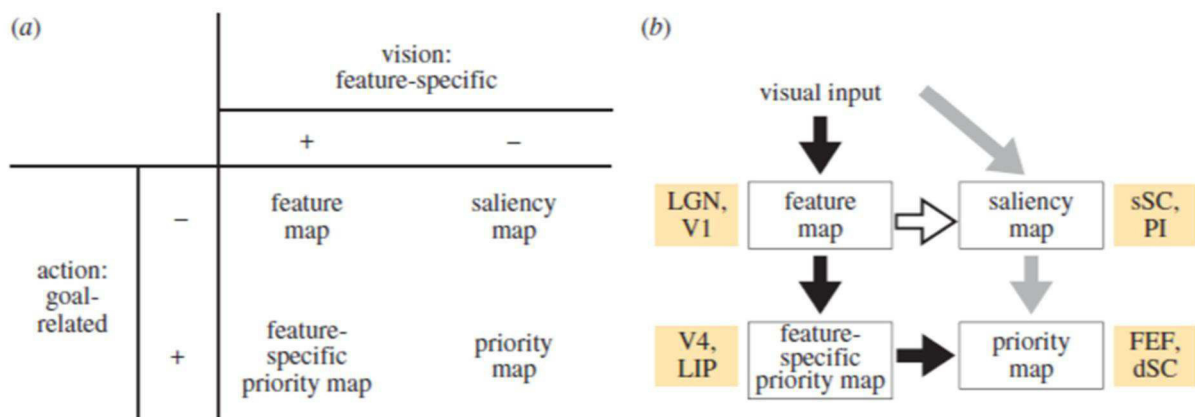 (a)
vision:
feature-specific
+ –
– feature map saliency map
action:
goal-
related
+ feature-
specific
priority map priority
map
(b)
visual input
LGN,
V1
feature
map
saliency
map
sSC,
PI
V4,
LIP
feature-
specific
priority map
priority
map
FEF,
dSC